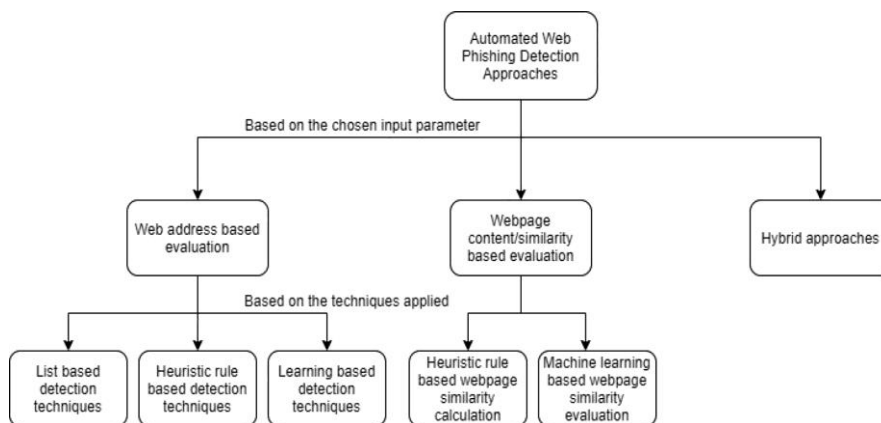 Automated Web
Phishing Detection
Approaches
Based on the chosen input parameter
Web address based
evaluation
Webpage
content/similarity
based evaluation
Hybrid approaches
Based on the techniques applied
List based
detection
techniques
Heuristic rule
based detection
techniques
Learning based
detection
techniques
Heuristic rule
based webpage
similarity
calculation
Machine learning
based webpage
similarity
evaluation